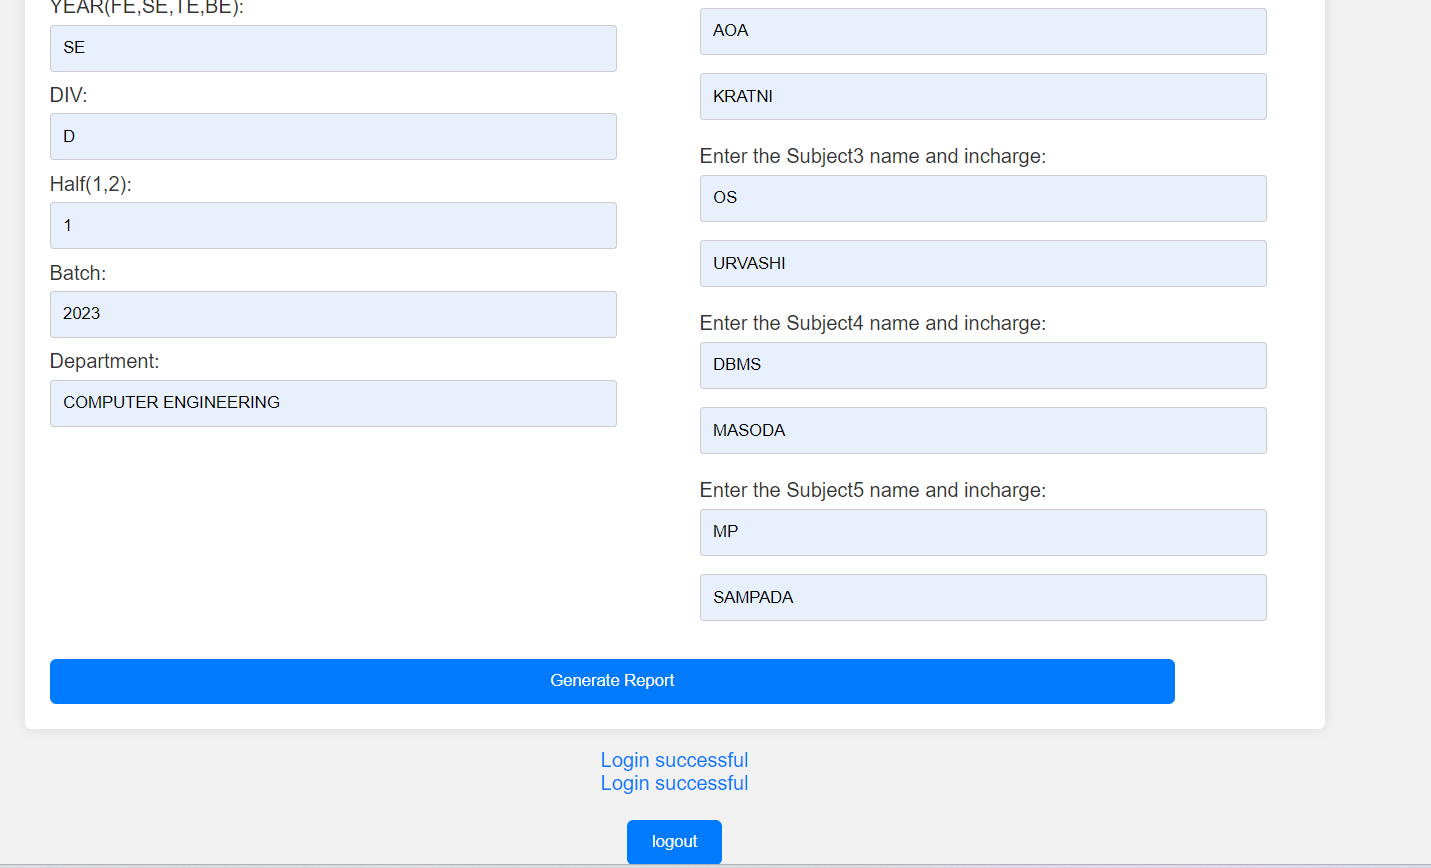 YEAR(FE,SE,TE,BE):
SE
DIV:
D
Half(1,2):
1
Batch:
2023
Department:
COMPUTER ENGINEERING
AOA
KRATNI
Enter the Subject3 name and incharge:
OS
URVASHI
Enter the Subject4 name and incharge:
DBMS
MASODA
Enter the Subject5 name and incharge:
MP
SAMPADA
Generate Report
Login successful
Login successful
logout